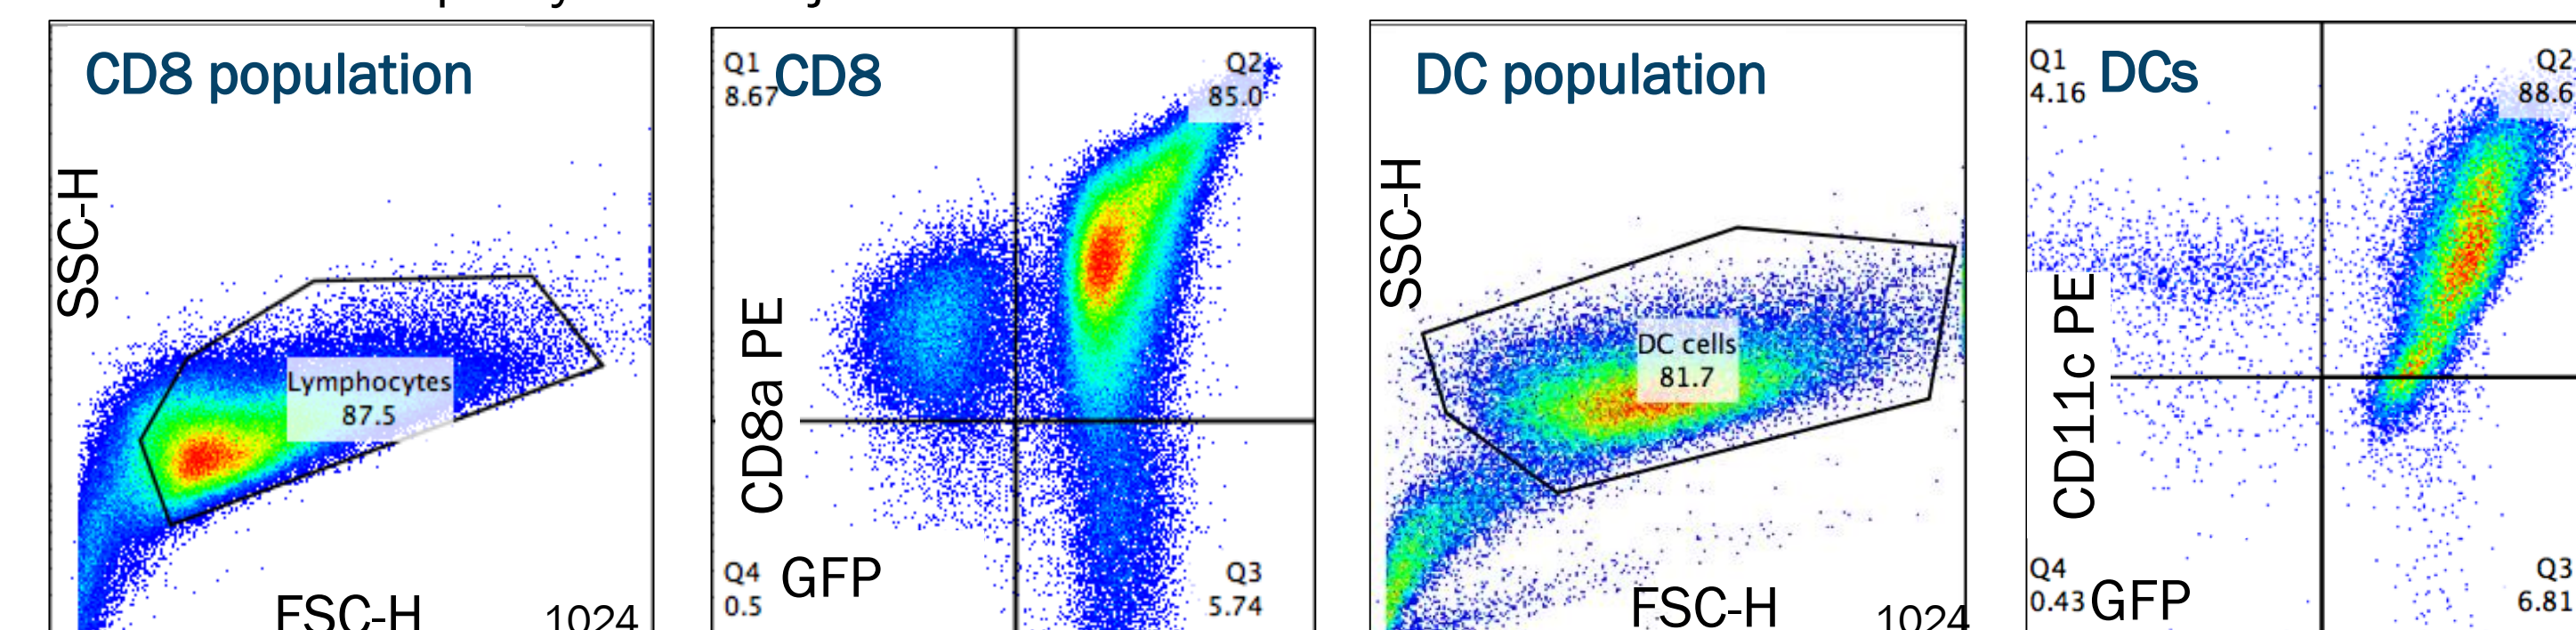 CD8 population
SSC-H
Lymphocytes
87.5
FSC-H
1024
Q1
8.67
CD8
Q2
85.0
CD8a PE
Q4
0.5
GFP
Q3
5.74
DC population
SSC-H
DC cells
81.7
FSC-H
1024
Q1
4.16
DCs
Q2
88.6
CD11c PE
Q4
0.43
GFP
Q3
6.81